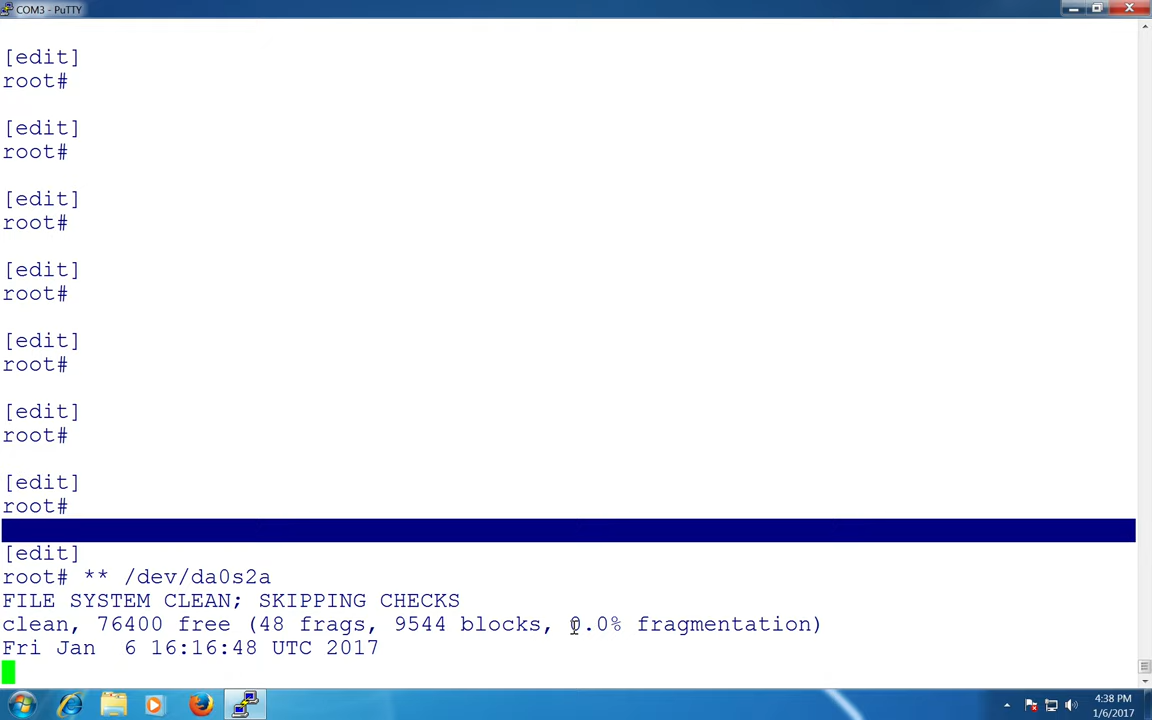 COM3 - PuTTY
[edit]
root#
[edit]
root#
[edit]
root#
[edit]
root#
[edit]
root#
[edit]
root#
[edit]
root#
[edit]
root# ** /dev/da0s2a
FILE SYSTEM CLEAN; SKIPPING CHECKS
clean, 76400 free (48 frags, 9544 blocks, 0.0% fragmentation)
Fri Jan  6 16:16:48 UTC 2017
4:38 PM
1/6/2017